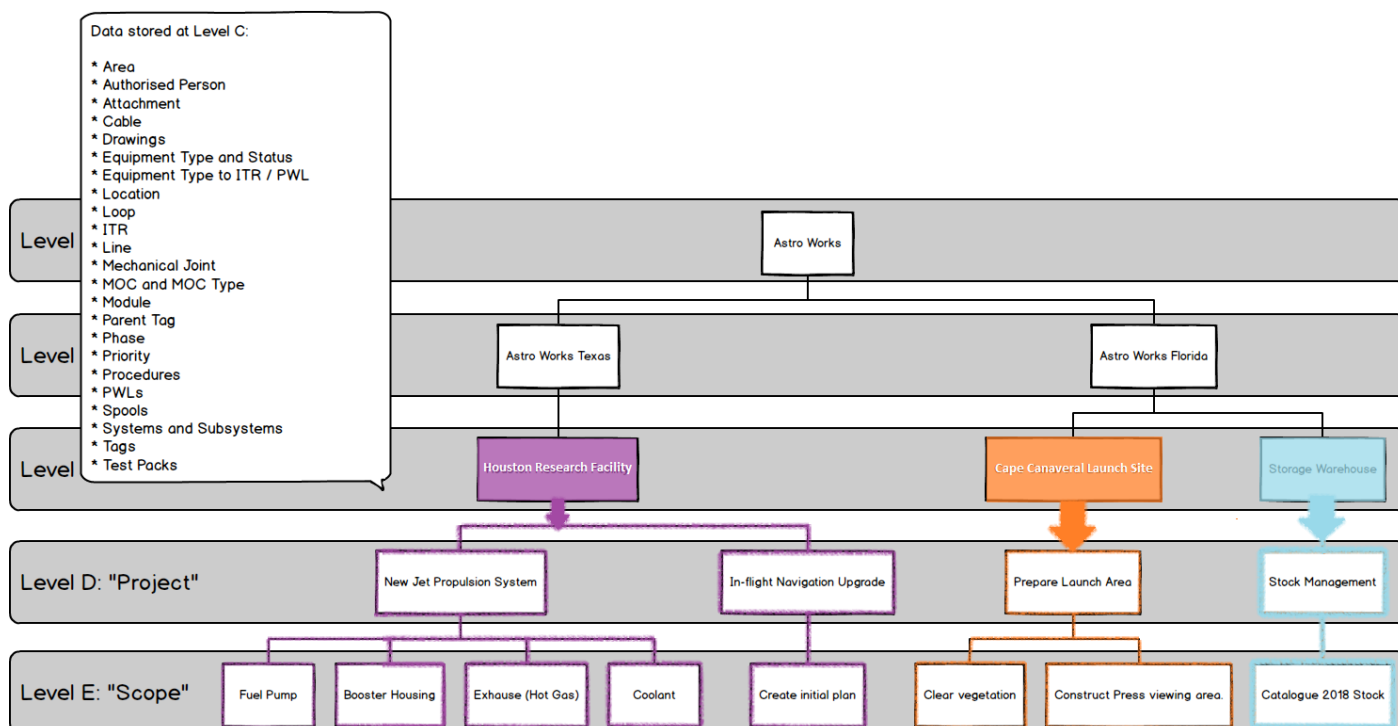 Data stored at Level C:
* Area
* Authorised Person
* Attachment
* Cable
* Drawings
* Equipment Type and Status
* Equipment Type to ITR / PWL
* Location
* Loop
* ITR
* Line
* Mechanical Joint
* MOC and MOC Type
* Module
* Parent Tag
* Phase
* Priority
* Procedures
* PWLs
* Spools
* Systems and Subsystems
* Tags
* Test Packs
Level
Astro Works
Level
Astro Works Texas
Astro Works Florida
Level
Houston Research Facility
Cape Canaveral Launch Site
Storage Warehouse
Level D: "Project"
New Jet Propulsion System
In-flight Navigation Upgrade
Prepare Launch Area
Stock Management
Level E: "Scope"
Fuel Pump
Booster Housing
Exhause (Hot Gas)
Coolant
Create initial plan
Clear vegetation
Construct Press viewing area.
Catalogue 2018 Stock